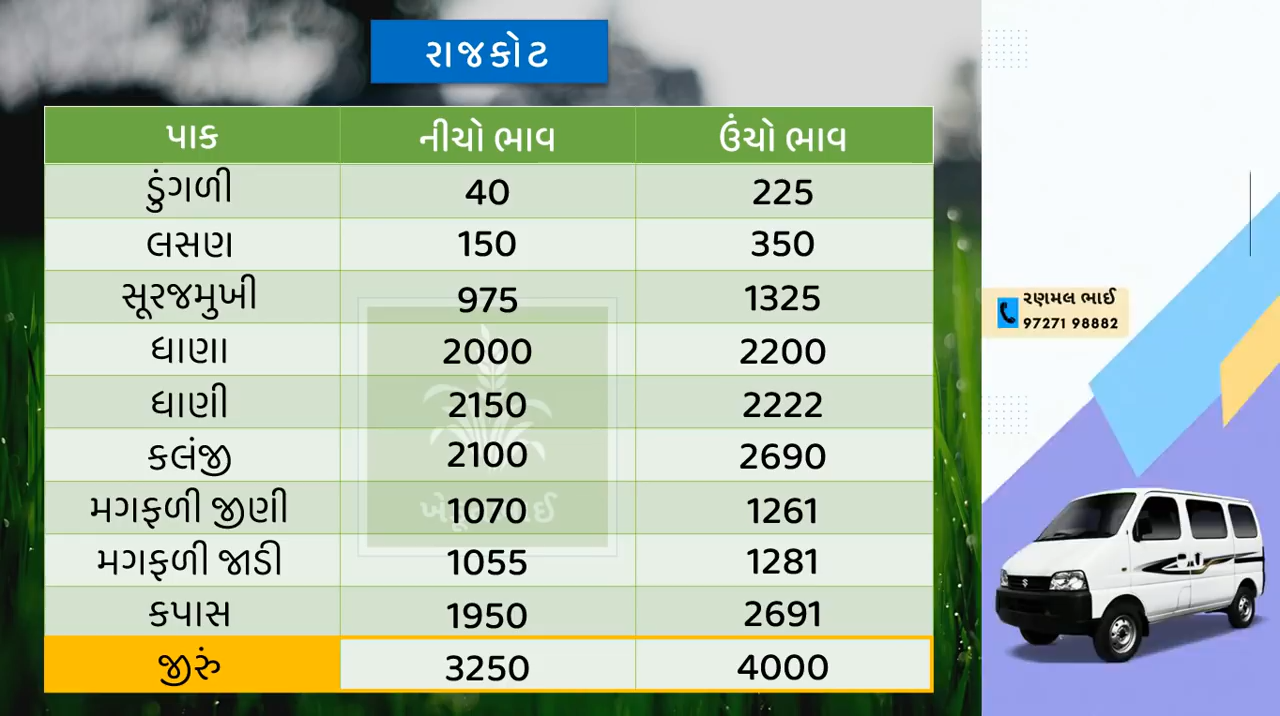 રાજકોટ
પાક નીચો ભાવ ઉંચો ભાવ
ડુંગળી 40 225
લસણ 150 350
સૂરજમુખી 975 1325
ધાણા 2000 2200
ધાણી 2150 2222
કલંજી 2100 2690
મગફળી જીણી 1070 1261
મગફળી જાડી 1055 1281
કપાસ 1950 2691
જીરું 3250 4000
રણમલ ભાઈ
97271 98882